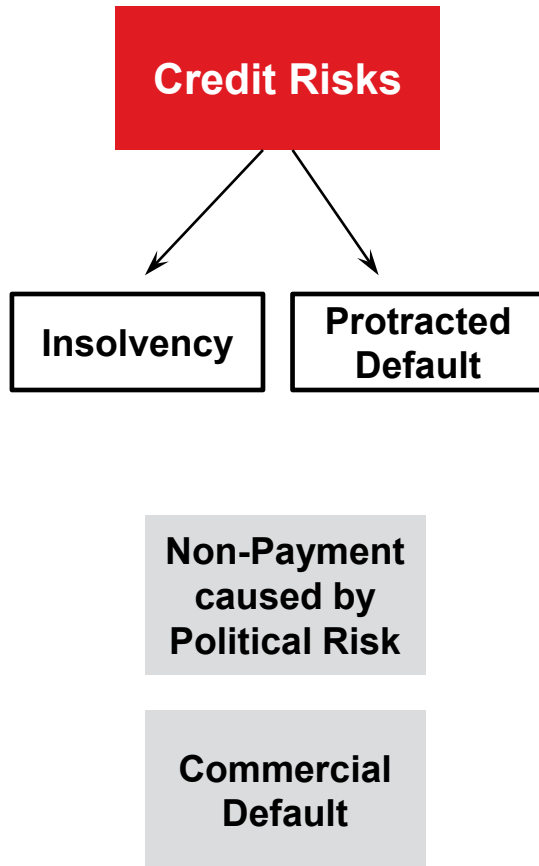 Credit Risks
Insolvency
Protracted
Default
Non-Payment
caused by
Political Risk
Commercial
Default